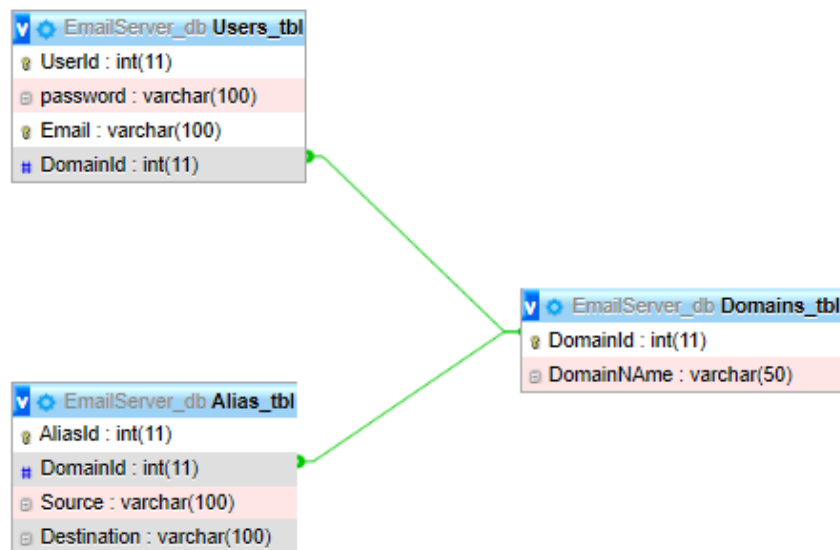 v EmailServer_db Users_tbl
UserId : int(11)
password : varchar(100)
Email : varchar(100)
# DomainId : int(11)
v EmailServer_db Domains_tbl
DomainId : int(11)
DomainNAme : varchar(50)
v EmailServer_db Alias_tbl
AliasId : int(11)
# DomainId : int(11)
Source : varchar(100)
Destination : varchar(100)